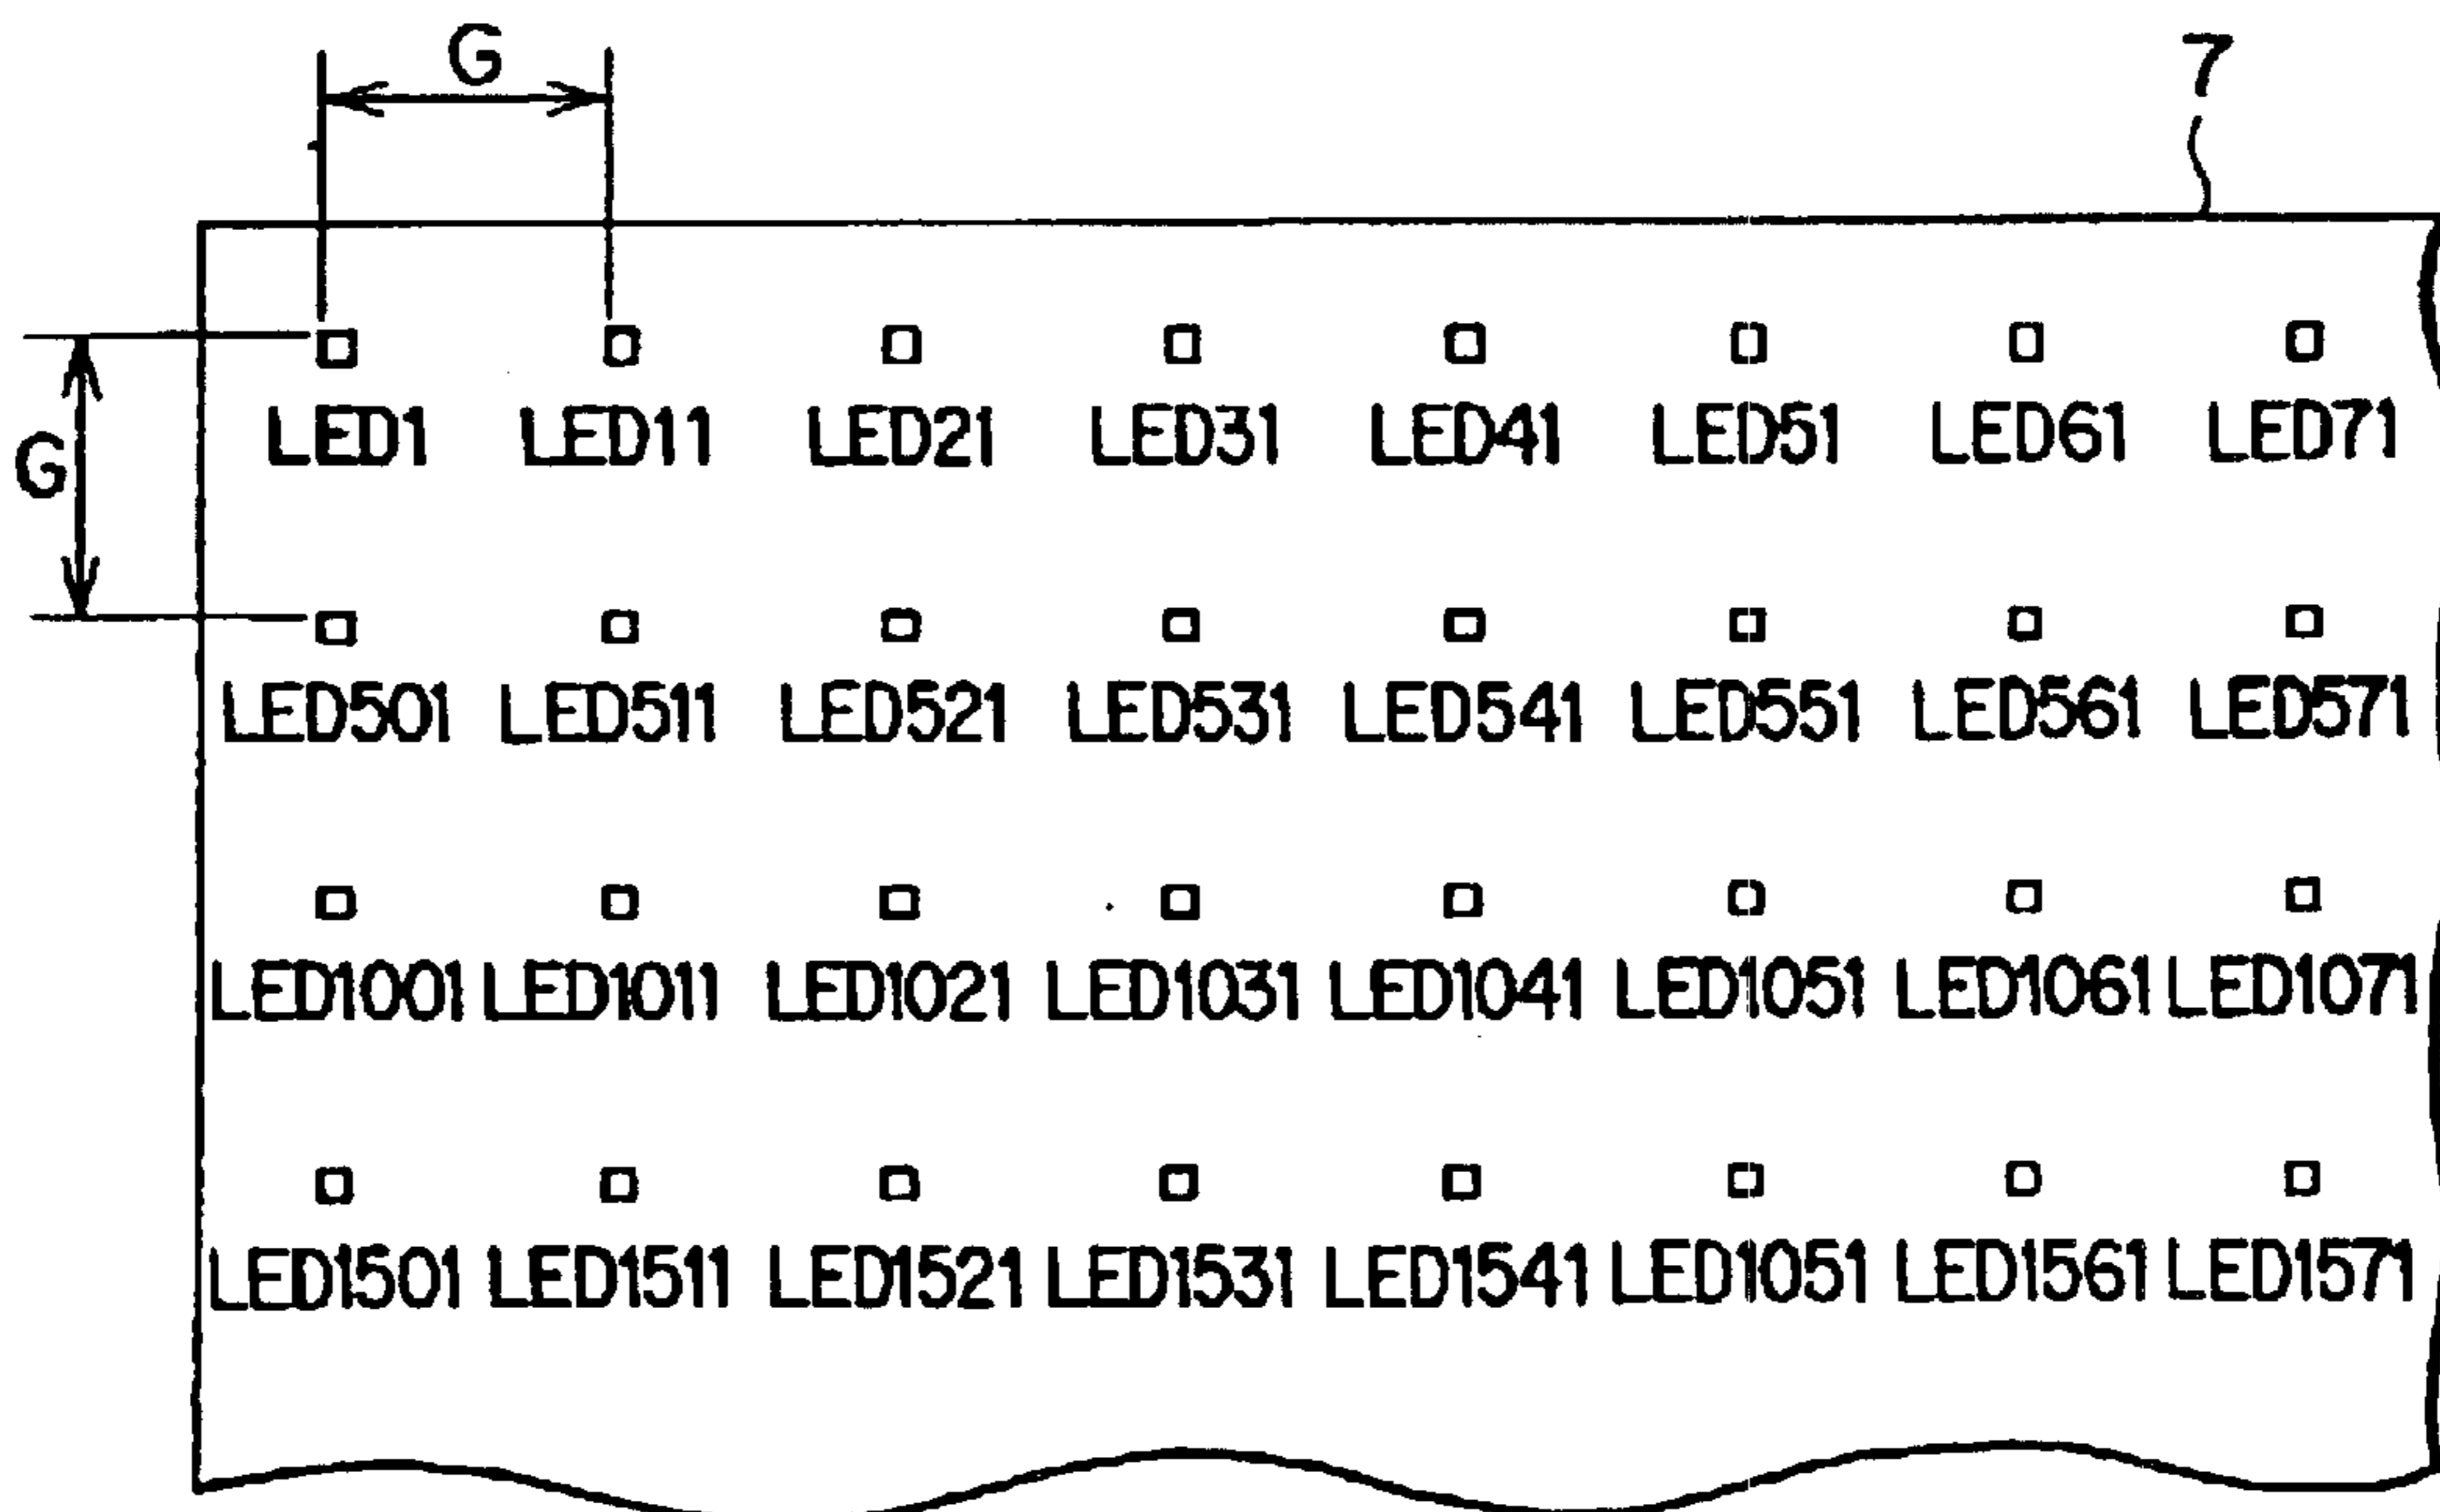 G 7
LED1 LED11 LED21 LED31 LED41 LED51 LED61 LED71
G
LED501 LED511 LED521 LED531 LED541 LED551 LED561 LED571
LED1001 LED1011 LED1021 LED1031 LED1041 LED1051 LED1061 LED1071
LED1501 LED1511 LED1521 LED1531 LED1541 LED1051 LED1561 LED1571